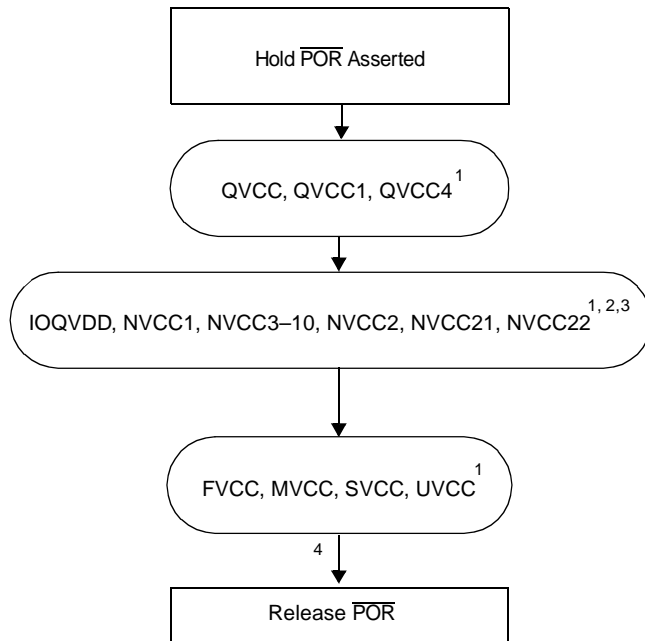 Hold POR Asserted
QVCC, QVCC1, QVCC4 1
IOQVDD, NVCC1, NVCC3–10, NVCC2, NVCC21, NVCC22 1, 2,3
FVCC, MVCC, SVCC, UVCC 1
4
Release POR